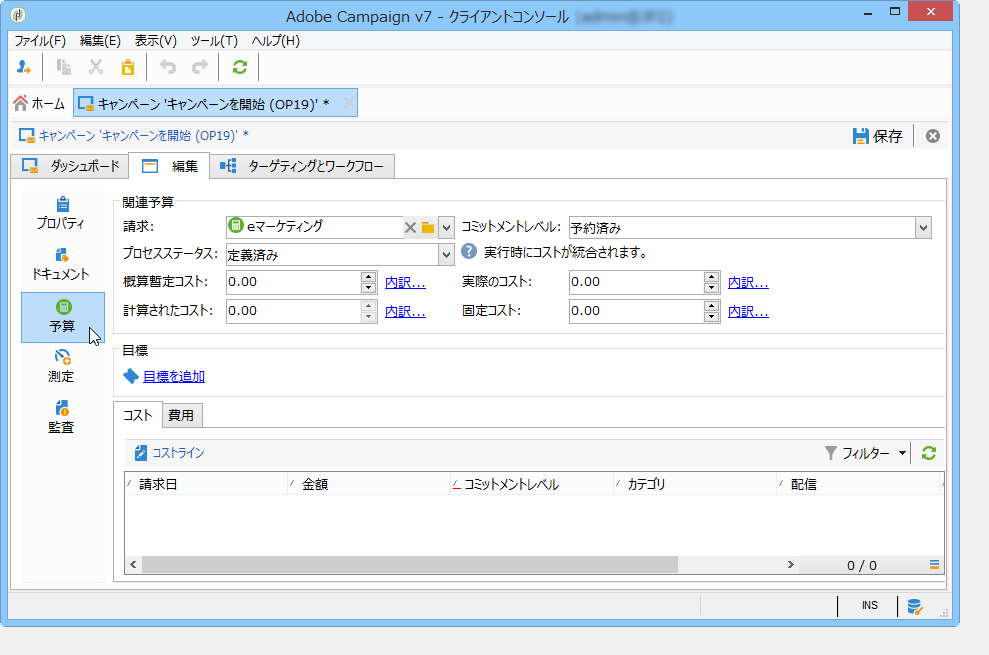 Adobe Campaign v7 - クライアントコンソール
ファイル(F) 編集(E) 表示(V) ツール(T) ヘルプ(H)
ホーム キャンペーン 'キャンペーンを開始 (OP19)' *
キャンペーン 'キャンペーンを開始 (OP19)' * 保存
ダッシュボード 編集 ターゲティングとワークフロー
プロパティ
ドキュメント
予算
測定
監査
関連予算
請求: eマーケティング コミットメントレベル: 予約済み
プロセスステータス: 定義済み 実行時にコストが統合されます。
概算暫定コスト: 0.00 内訳... 実際のコスト: 0.00 内訳...
計算されたコスト: 0.00 内訳... 固定コスト: 0.00 内訳...
目標
目標を追加
コスト 費用
コストライン フィルター
請求日 金額 コミットメントレベル カテゴリ 配信
0 / 0
INS